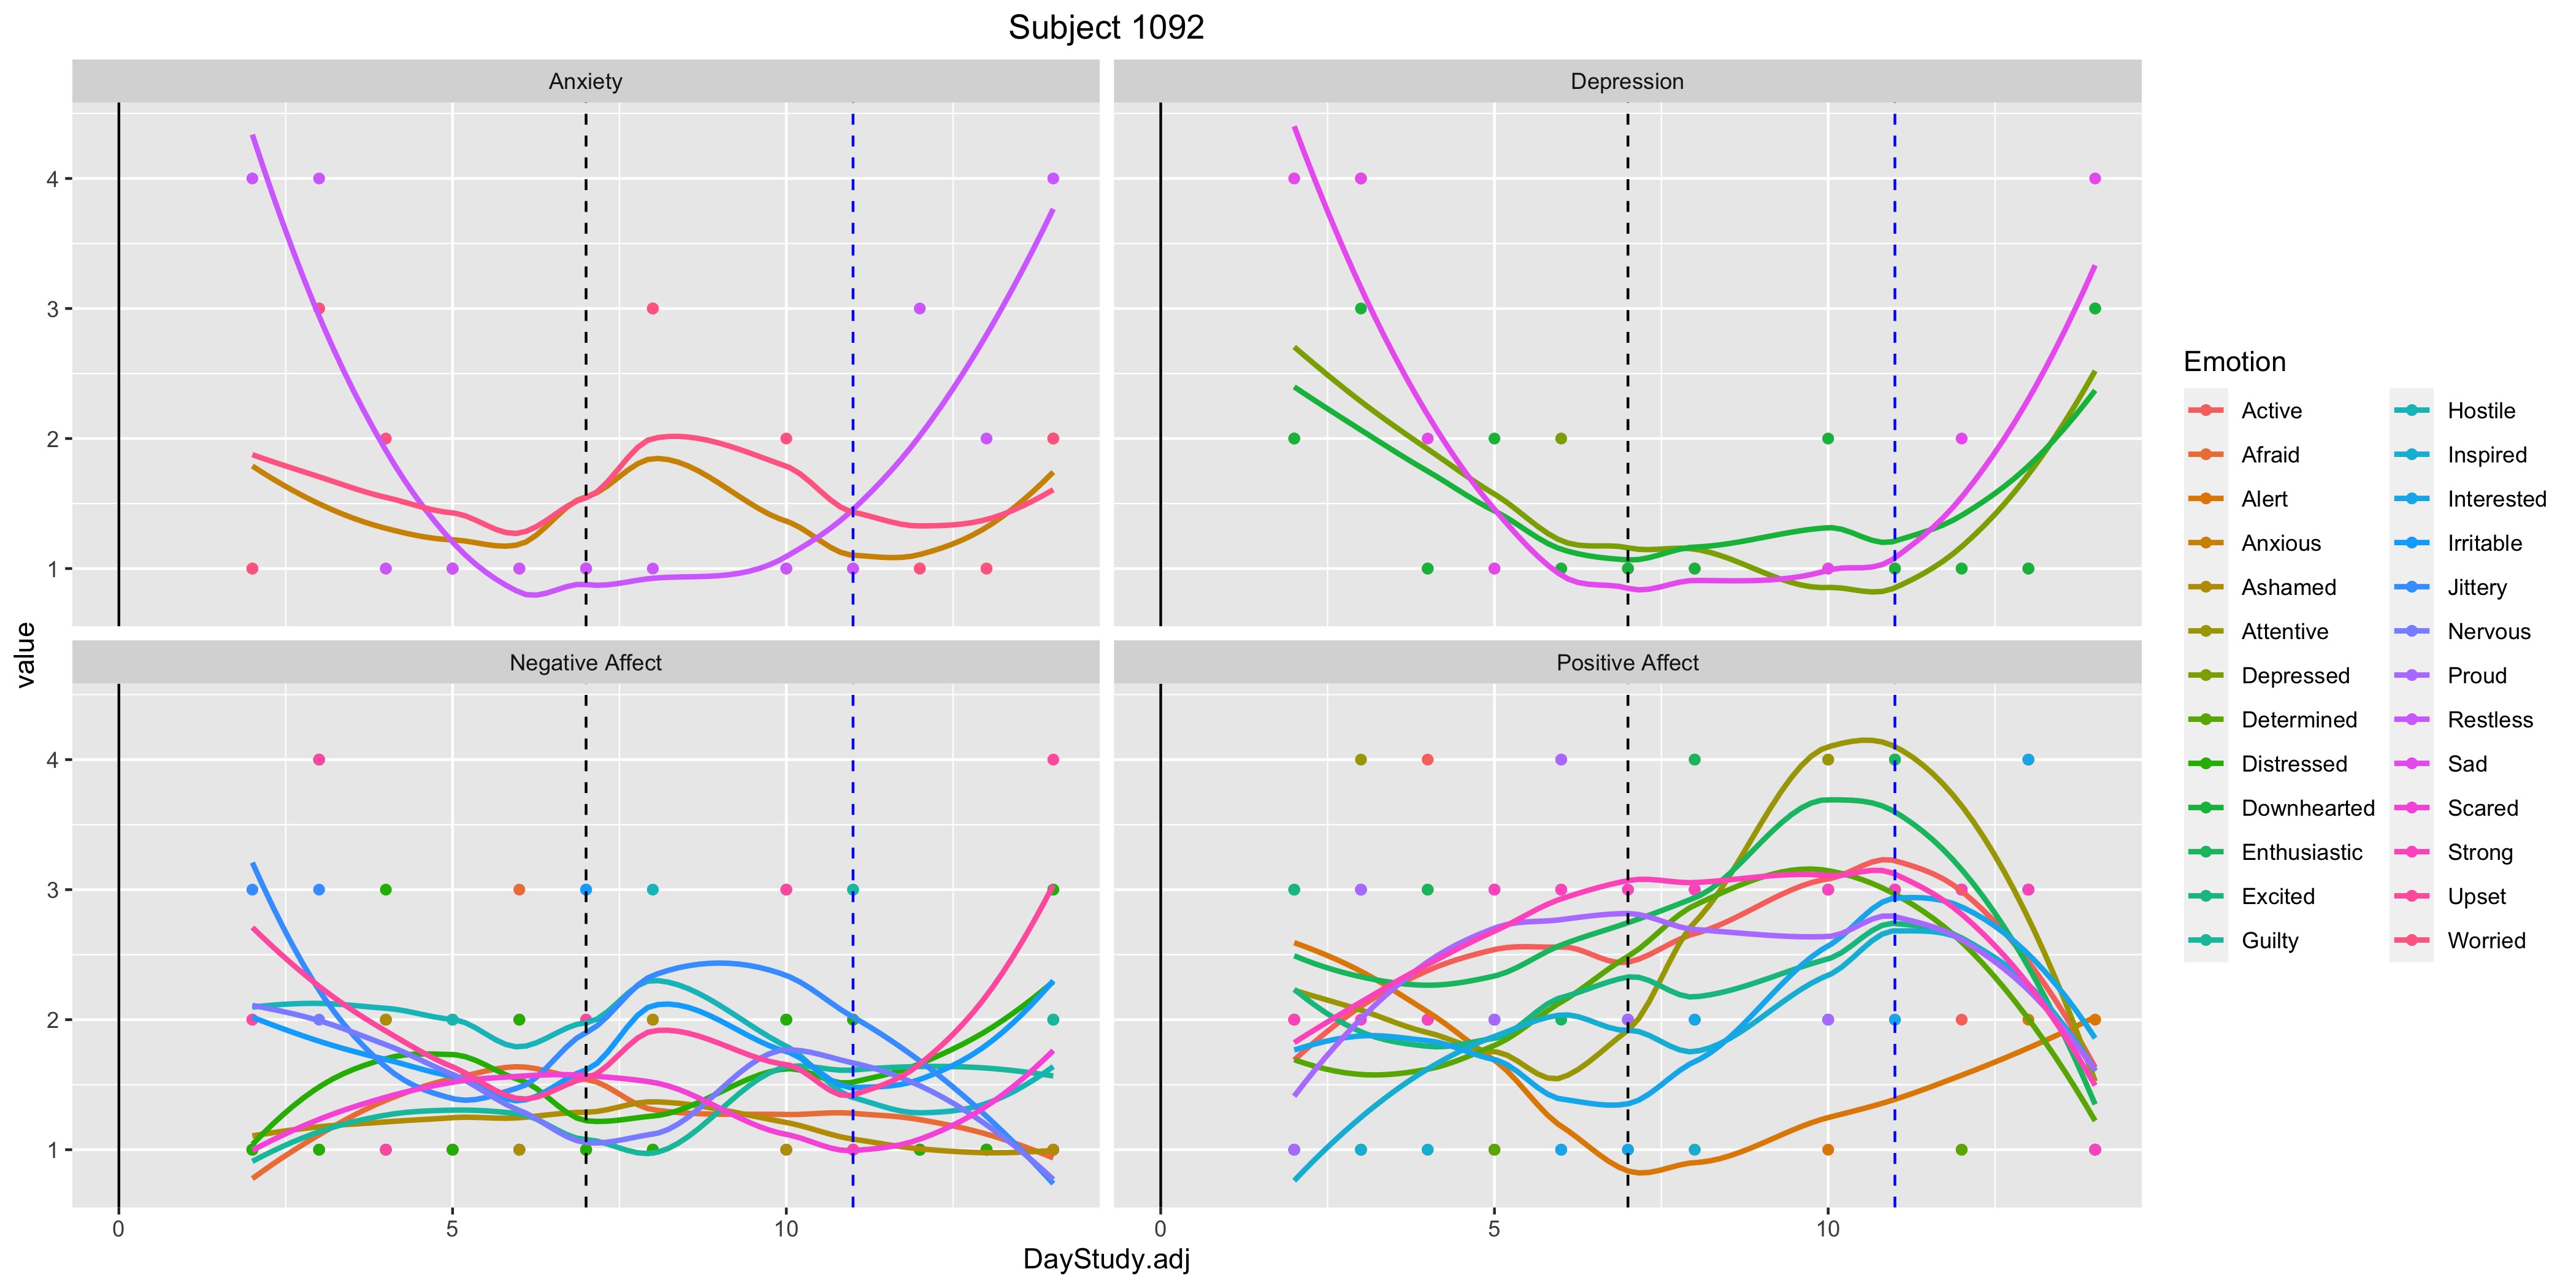 Subject 1092
Anxiety
Depression
4
3
2
1
value
Negative Affect
Positive Affect
4
3
2
1
0
5
10
0
5
10
DayStudy.adj
Emotion
Active
Afraid
Alert
Anxious
Ashamed
Attentive
Depressed
Determined
Distressed
Downhearted
Enthusiastic
Excited
Guilty
Hostile
Inspired
Interested
Irritable
Jittery
Nervous
Proud
Restless
Sad
Scared
Strong
Upset
Worried